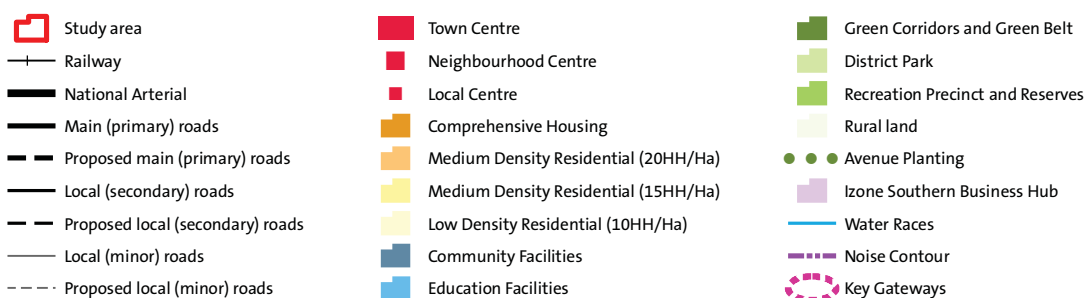 Study area
Railway
National Arterial
Main (primary) roads
Proposed main (primary) roads
Local (secondary) roads
Proposed local (secondary) roads
Local (minor) roads
Proposed local (minor) roads
Town Centre
Neighbourhood Centre
Local Centre
Comprehensive Housing
Medium Density Residential (20HH/Ha)
Medium Density Residential (15HH/Ha)
Low Density Residential (10HH/Ha)
Community Facilities
Education Facilities
Green Corridors and Green Belt
District Park
Recreation Precinct and Reserves
Rural land
Avenue Planting
Izone Southern Business Hub
Water Races
Noise Contour
Key Gateways